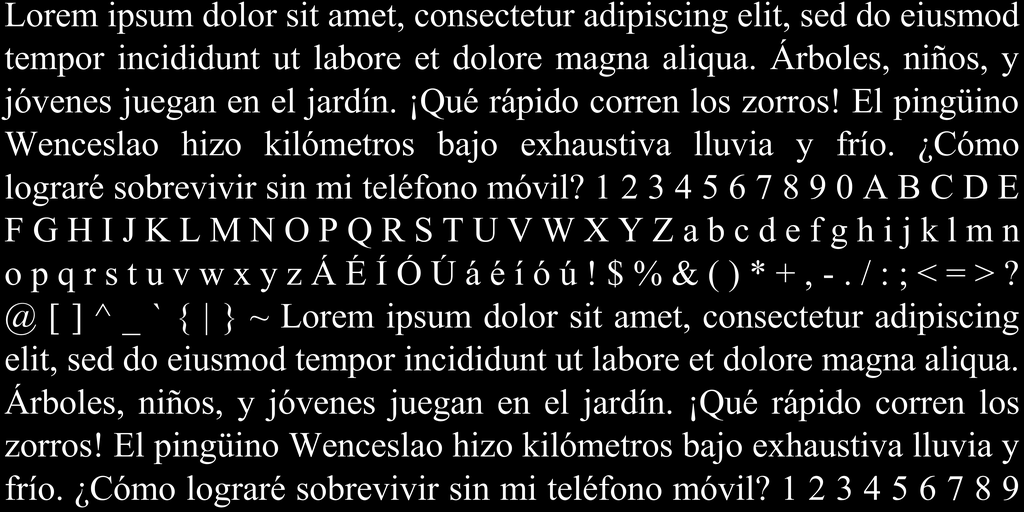 Lorem ipsum dolor sit amet, consectetur adipiscing elit, sed do eiusmod
tempor incididunt ut labore et dolore magna aliqua. Árboles, niños, y
jóvenes juegan en el jardín. ¡Qué rápido corren los zorros! El pingüino
Wenceslao hizo kilómetros bajo exhaustiva lluvia y frío. ¿Cómo
lograré sobrevivir sin mi teléfono móvil? 1 2 3 4 5 6 7 8 9 0 A B C D E
F G H I J K L M N O P Q R S T U V W X Y Z a b c d e f g h i j k l m n
o p q r s t u v w x y z Á É Í Ó Ú á é í ó ú ! $ % & ( ) * + , - . / : ; < = > ?
@ [ ] ^ _ ` { | } ~ Lorem ipsum dolor sit amet, consectetur adipiscing
elit, sed do eiusmod tempor incididunt ut labore et dolore magna aliqua.
Árboles, niños, y jóvenes juegan en el jardín. ¡Qué rápido corren los
zorros! El pingüino Wenceslao hizo kilómetros bajo exhaustiva lluvia y
frío. ¿Cómo lograré sobrevivir sin mi teléfono móvil? 1 2 3 4 5 6 7 8 9